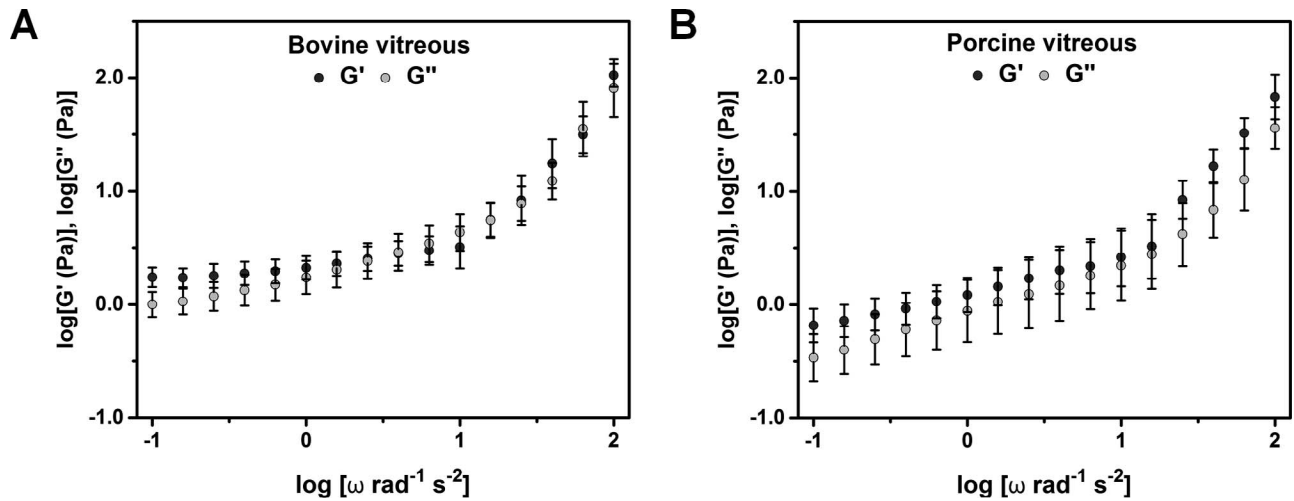 A
Bovine vitreous
G' G''
log[G' (Pa)], log[G'' (Pa)]
2.0
1.0
0.0
-1.0
-1 0 1 2
log [ω rad⁻¹ s⁻²]
B
Porcine vitreous
G' G''
log[G' (Pa)], log[G'' (Pa)]
2.0
1.0
0.0
-1.0
-1 0 1 2
log [ω rad⁻¹ s⁻²]